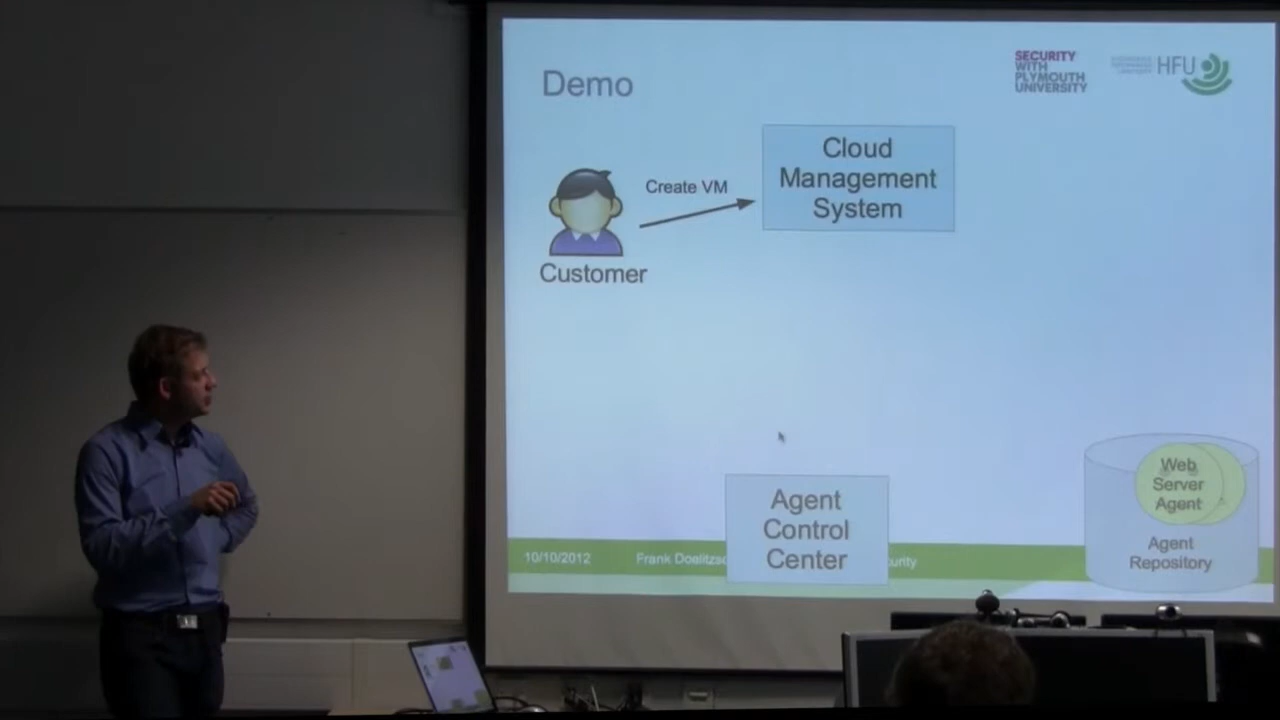 Demo
SECURITY
WITH
PLYMOUTH
UNIVERSITY
HFU
Cloud
Management
System
Create VM
Customer
Web
Server
Agent
Agent
Repository
Agent
Control
Center
10/10/2012
Frank